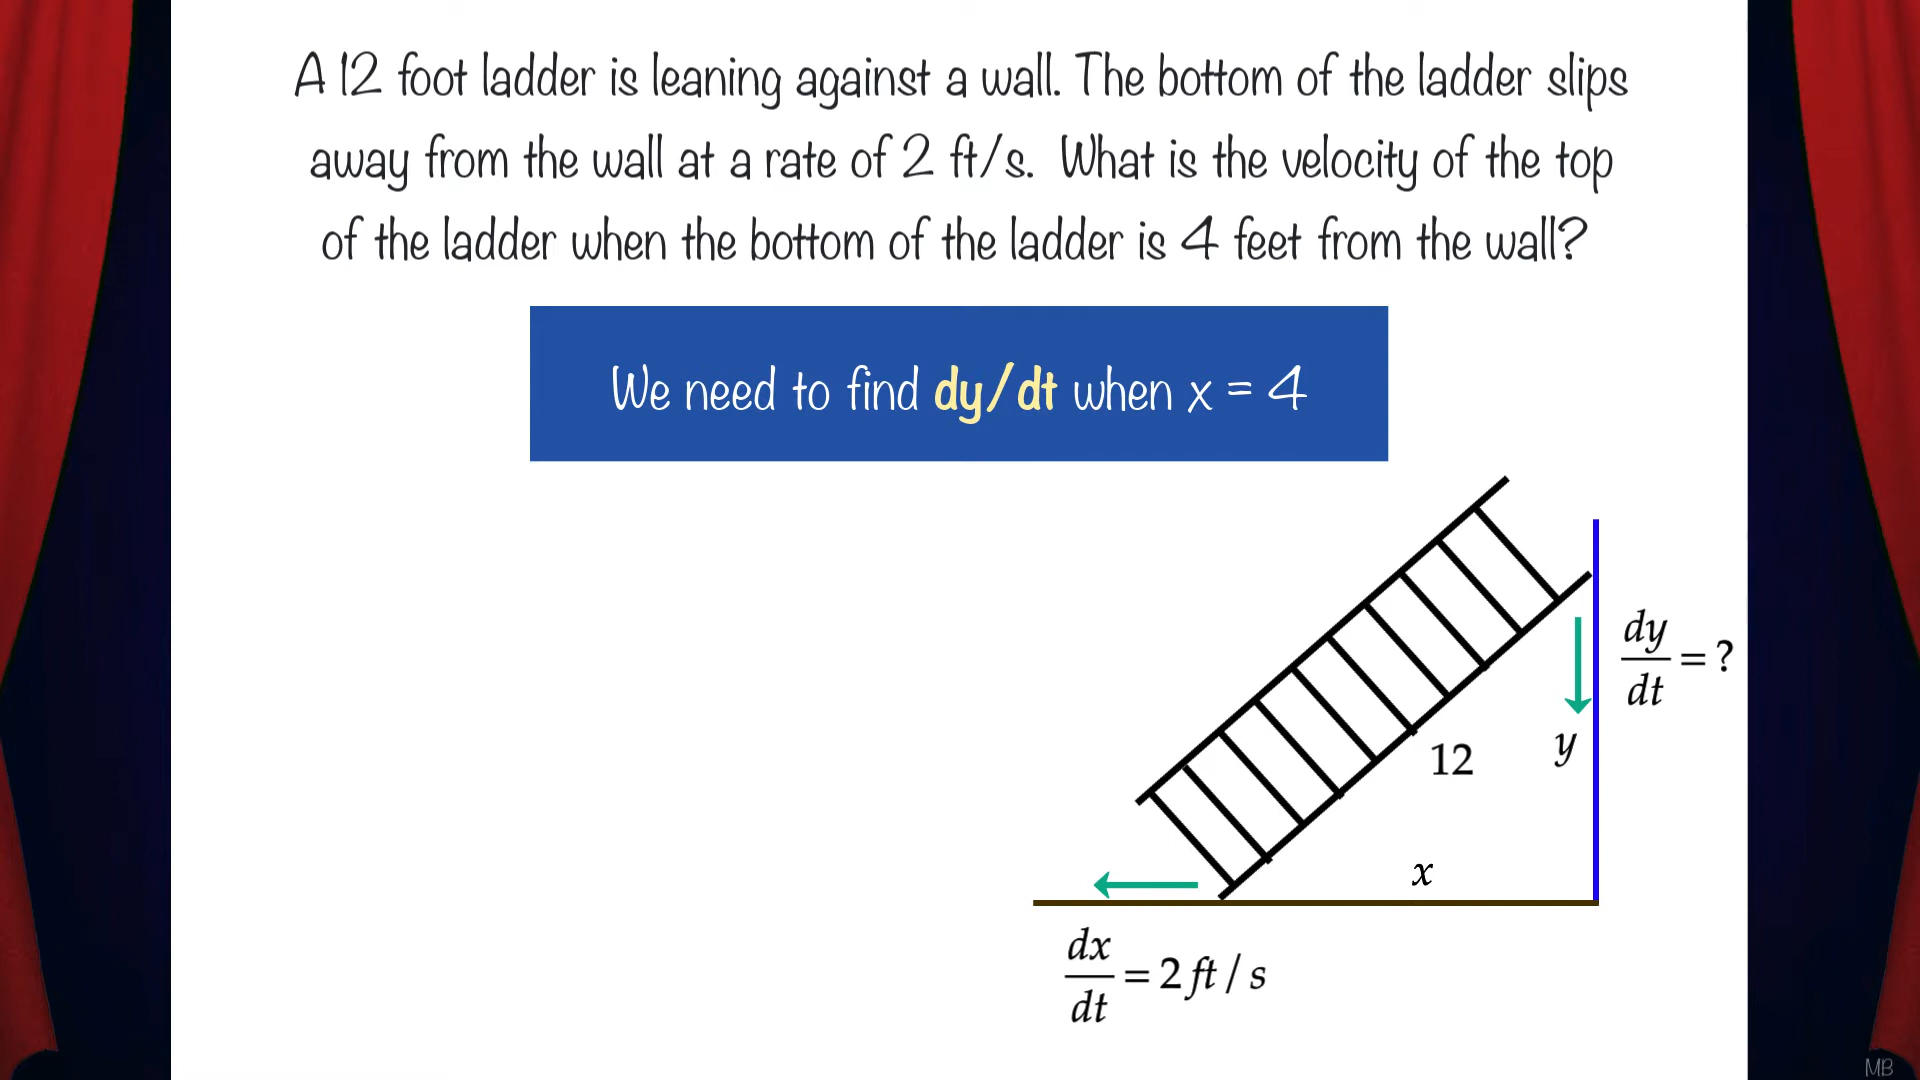 A 12 foot ladder is leaning against a wall. The bottom of the ladder slips
away from the wall at a rate of 2 ft/s. What is the velocity of the top
of the ladder when the bottom of the ladder is 4 feet from the wall?
We need to find dy/dt when x = 4
dy/dt = ?
12
y
x
dx/dt = 2 ft / s
MB